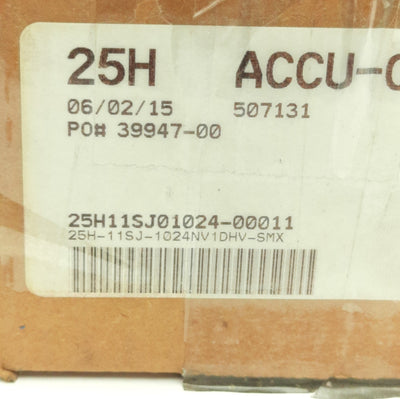 25H ACCU-C
06/02/15 507131
PO# 39947-00
25H11SJ01024-00011
25H-11SJ-1024NV1DHV-SMX